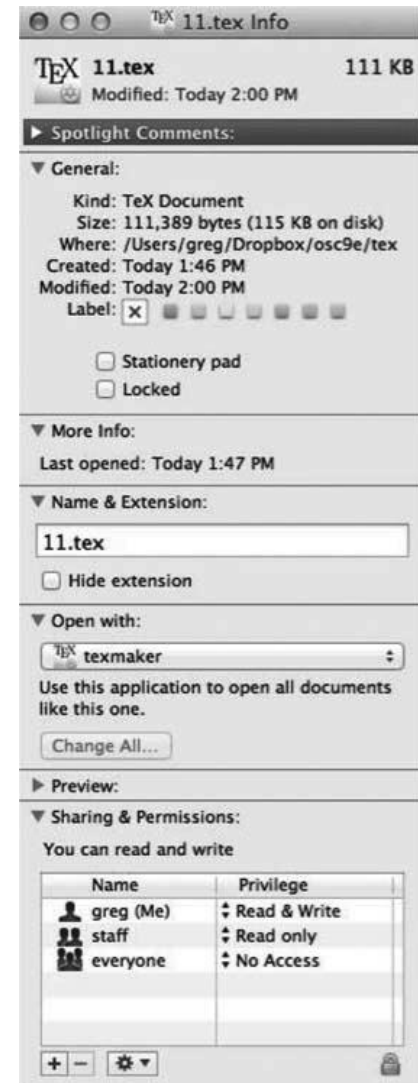 TEX 11.tex Info
TEX 11.tex 111 KB
Modified: Today 2:00 PM
Spotlight Comments:
General:
Kind: TeX Document
Size: 111,389 bytes (115 KB on disk)
Where: /Users/greg/Dropbox/osc9e/tex
Created: Today 1:46 PM
Modified: Today 2:00 PM
Label:
Stationery pad
Locked
More Info:
Last opened: Today 1:47 PM
Name & Extension:
11.tex
Hide extension
Open with:
TEX texmaker
Use this application to open all documents
like this one.
Change All...
Preview:
Sharing & Permissions:
You can read and write
Name Privilege
greg (Me) Read & Write
staff Read only
everyone No Access